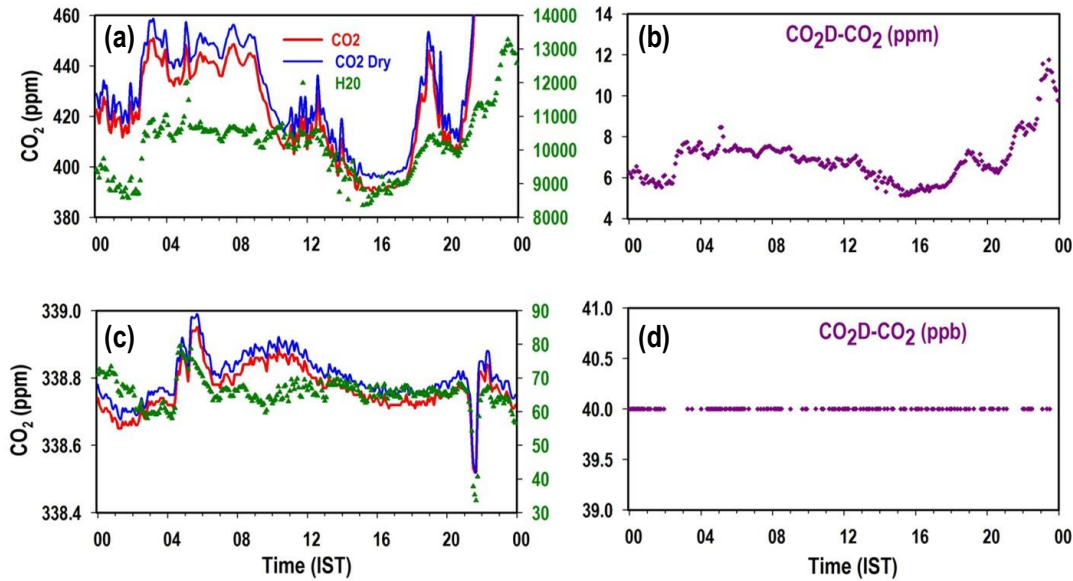 460
440
420
400
380
CO₂ (ppm)
(a)
CO2
CO2 Dry
H20
14000
13000
12000
11000
10000
9000
8000
00 04 08 12 16 20 00
14
12
10
8
6
4
(b)
CO₂D-CO₂ (ppm)
00 04 08 12 16 20 00
339.0
338.8
338.6
338.4
CO₂ (ppm)
(c)
90
80
70
60
50
40
30
00 04 08 12 16 20 00
Time (IST)
41.0
40.5
40.0
39.5
39.0
(d)
CO₂D-CO₂ (ppb)
00 04 08 12 16 20 00
Time (IST)